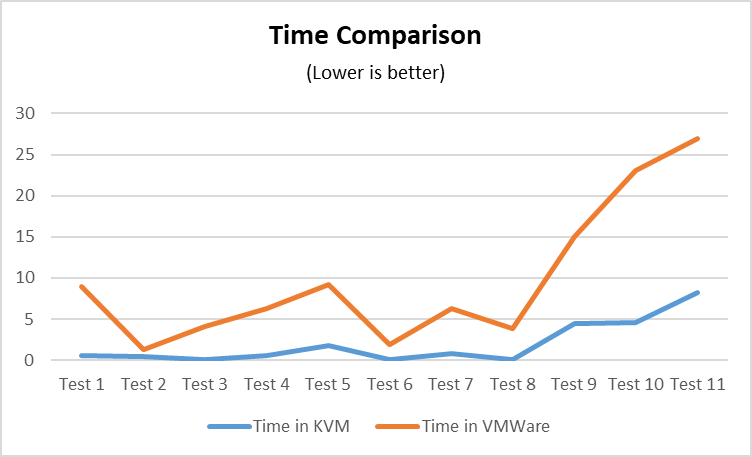 Time Comparison
(Lower is better)
30
25
20
15
10
5
0
Test 1 Test 2 Test 3 Test 4 Test 5 Test 6 Test 7 Test 8 Test 9 Test 10 Test 11
Time in KVM Time in VMWare